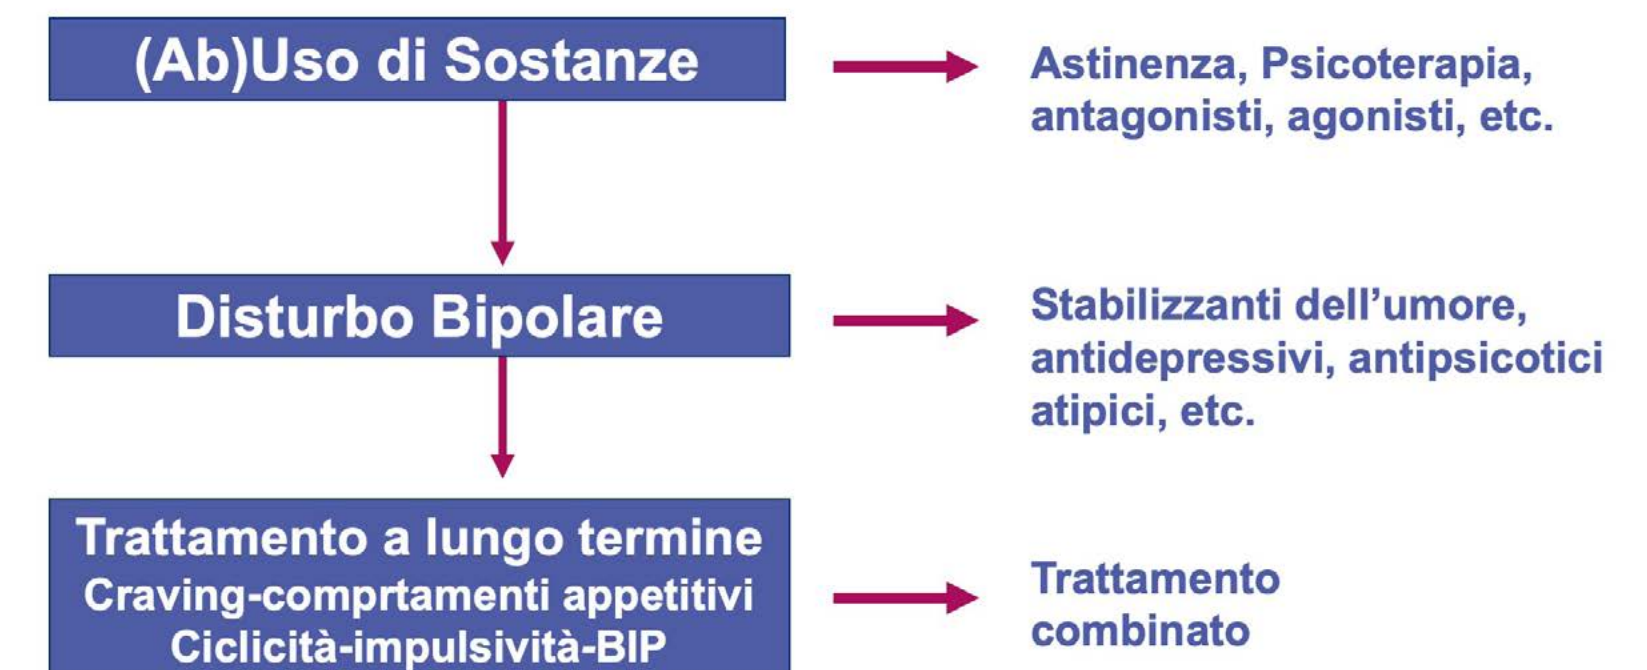 (Ab)Uso di Sostanze
Astinenza, Psicoterapia,
antagonisti, agonisti, etc.
Disturbo Bipolare
Stabilizzanti dell’umore,
antidepressivi, antipsicotici
atipici, etc.
Trattamento a lungo termine
Craving-comprtamenti appetitivi
Ciclicità-impulsività-BIP
Trattamento
combinato